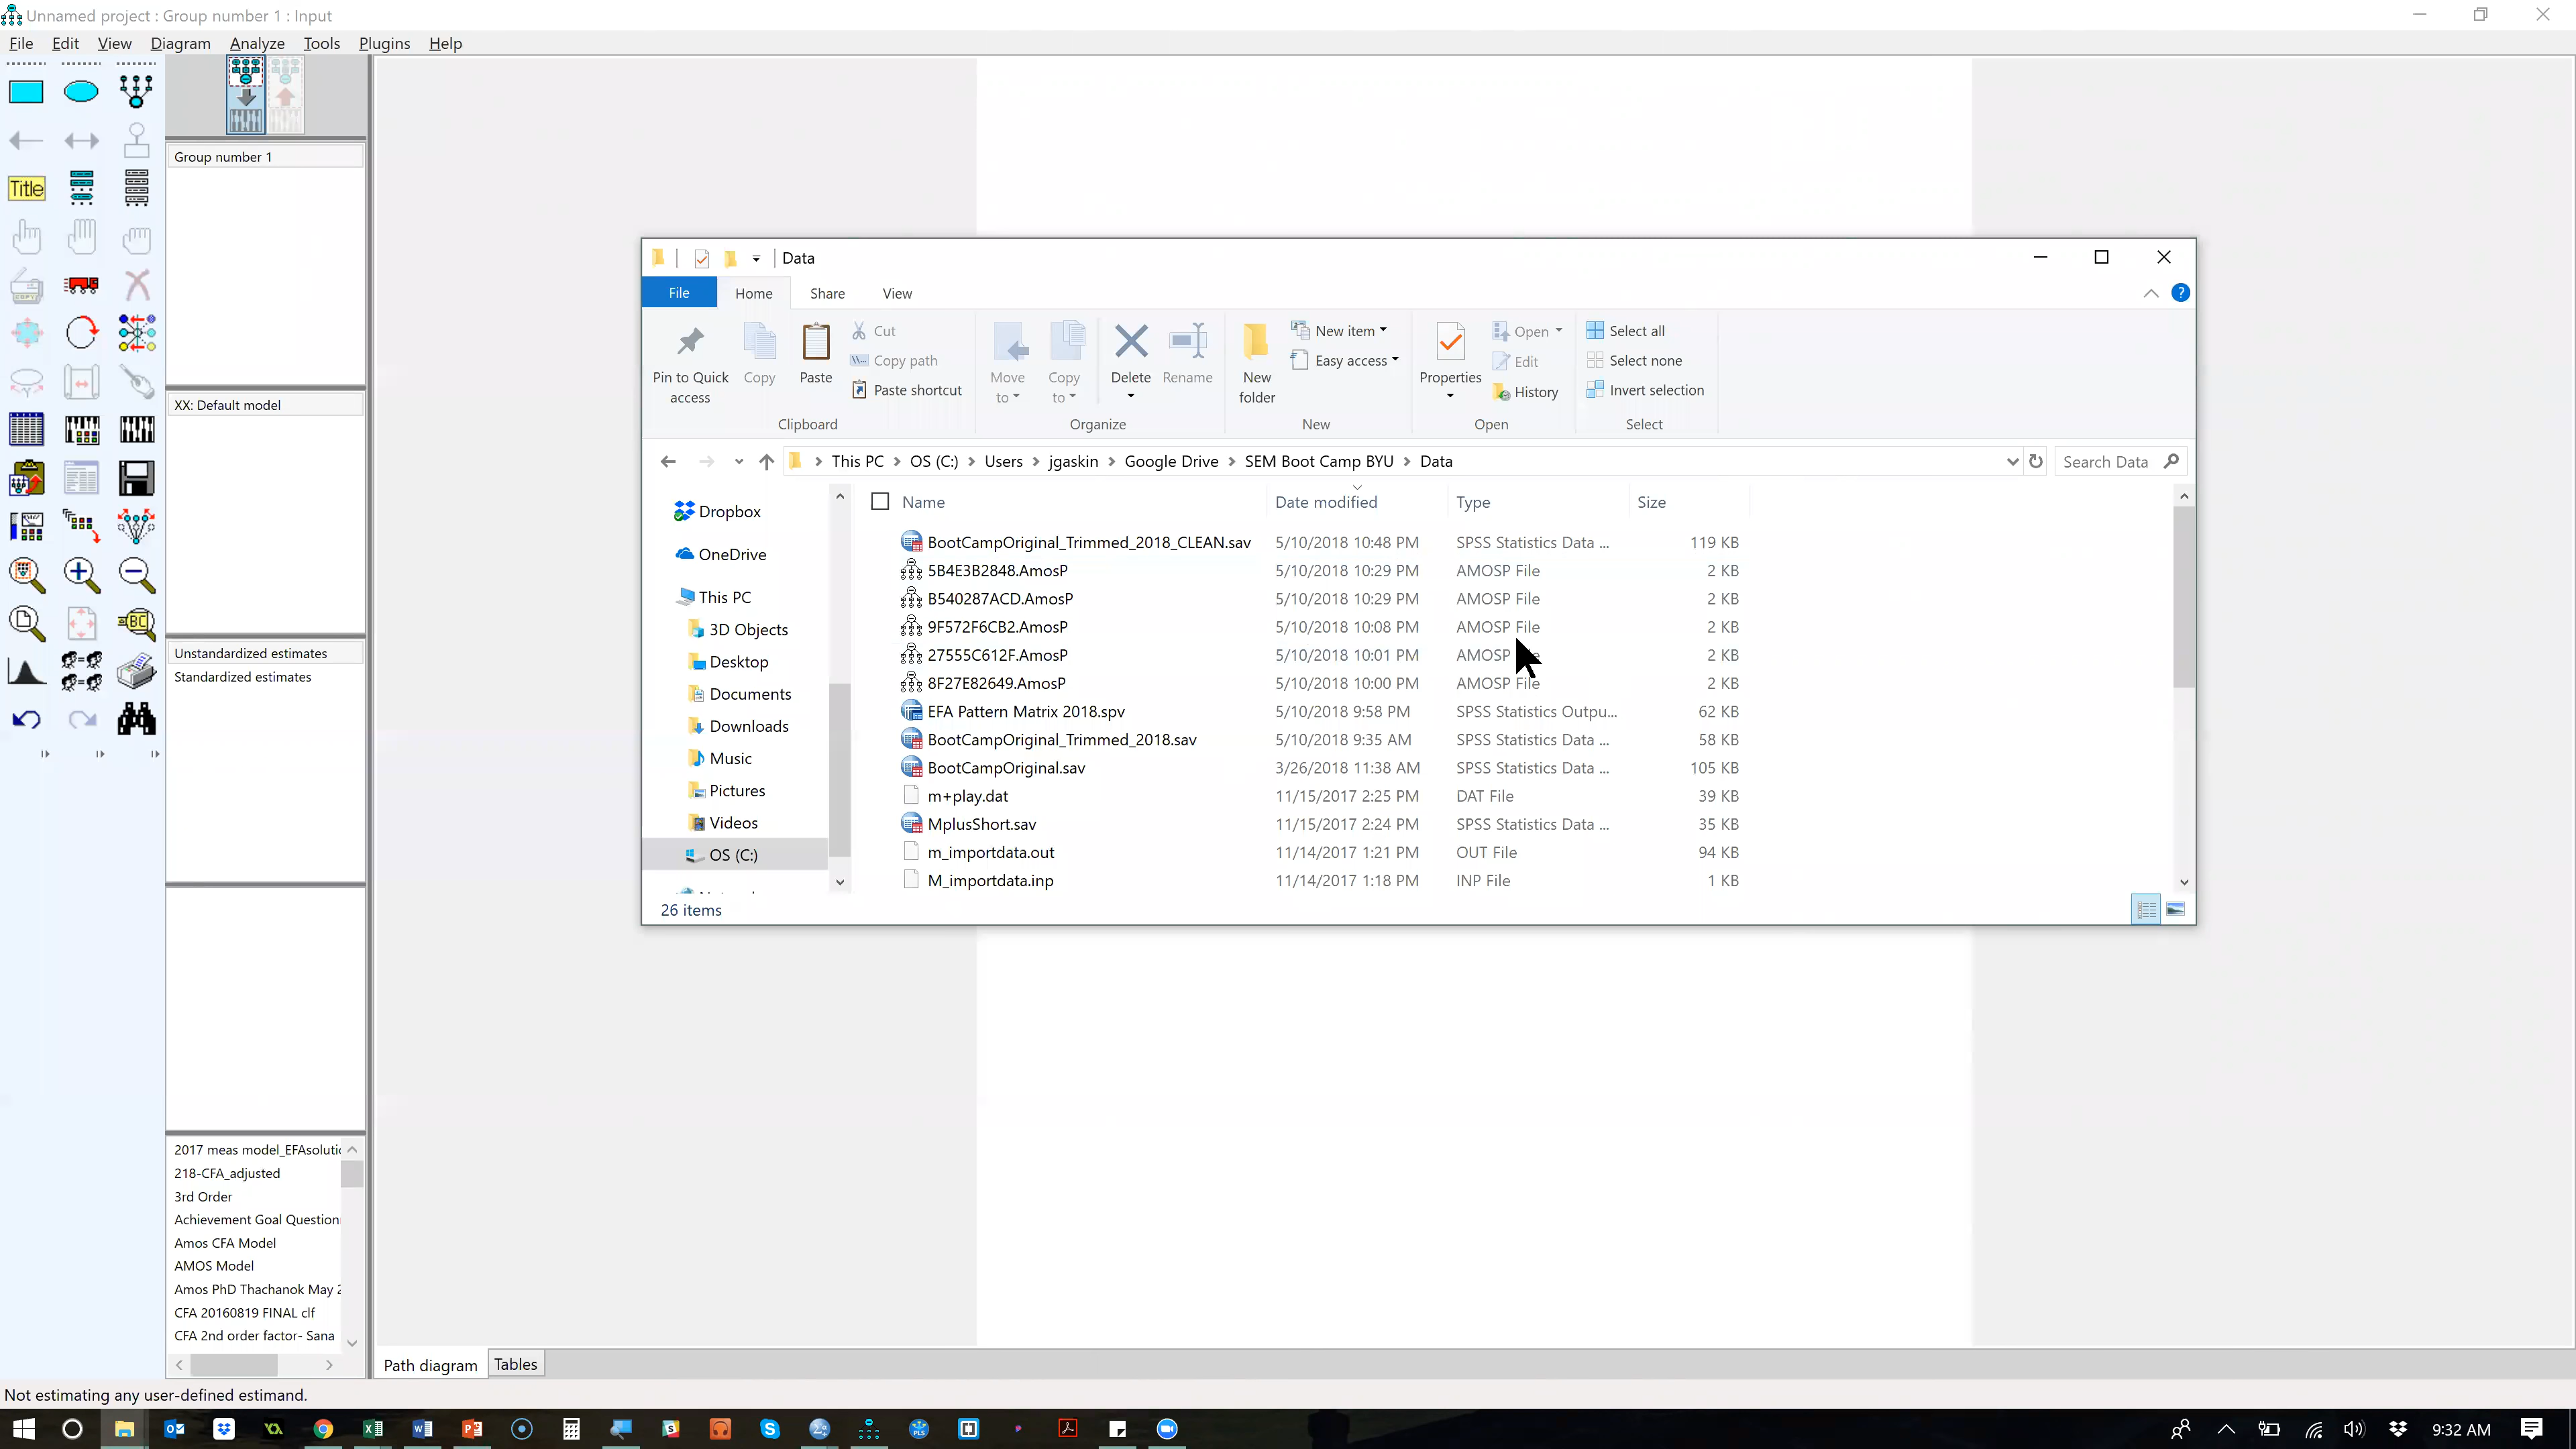 Unnamed project : Group number 1 : Input
File Edit View Diagram Analyze Tools Plugins Help
Title
Group number 1
XX: Default model
Unstandardized estimates
Standardized estimates
2017 meas model_EFAsoluti
218-CFA_adjusted
3rd Order
Achievement Goal Question
Amos CFA Model
AMOS Model
Amos PhD Thachanok May 2
CFA 20160819 FINAL clf
CFA 2nd order factor- Sana
Path diagram Tables
Not estimating any user-defined estimand.
Data
File Home Share View
Pin to Quick access
Copy
Paste
Cut
Copy path
Paste shortcut
Clipboard
Move to
Copy to
Delete
Rename
Organize
New folder
New item
Easy access
New
Properties
Open
Edit
History
Open
Select all
Select none
Invert selection
Select
This PC > OS (C:) > Users > jgaskin > Google Drive > SEM Boot Camp BYU > Data
Search Data
Dropbox
OneDrive
This PC
3D Objects
Desktop
Documents
Downloads
Music
Pictures
Videos
OS (C:)
Name Date modified Type Size
BootCampOriginal_Trimmed_2018_CLEAN.sav 5/10/2018 10:48 PM SPSS Statistics Data ... 119 KB
5B4E3B2848.AmosP 5/10/2018 10:29 PM AMOSP File 2 KB
B540287ACD.AmosP 5/10/2018 10:29 PM AMOSP File 2 KB
9F572F6CB2.AmosP 5/10/2018 10:08 PM AMOSP File 2 KB
27555C612F.AmosP 5/10/2018 10:01 PM AMOSP 2 KB
8F27E82649.AmosP 5/10/2018 10:00 PM AMOSP File 2 KB
EFA Pattern Matrix 2018.spv 5/10/2018 9:58 PM SPSS Statistics Outpu... 62 KB
BootCampOriginal_Trimmed_2018.sav 5/10/2018 9:35 AM SPSS Statistics Data ... 58 KB
BootCampOriginal.sav 3/26/2018 11:38 AM SPSS Statistics Data ... 105 KB
m+play.dat 11/15/2017 2:25 PM DAT File 39 KB
MplusShort.sav 11/15/2017 2:24 PM SPSS Statistics Data ... 35 KB
m_importdata.out 11/14/2017 1:21 PM OUT File 94 KB
M_importdata.inp 11/14/2017 1:18 PM INP File 1 KB
26 items
9:32 AM